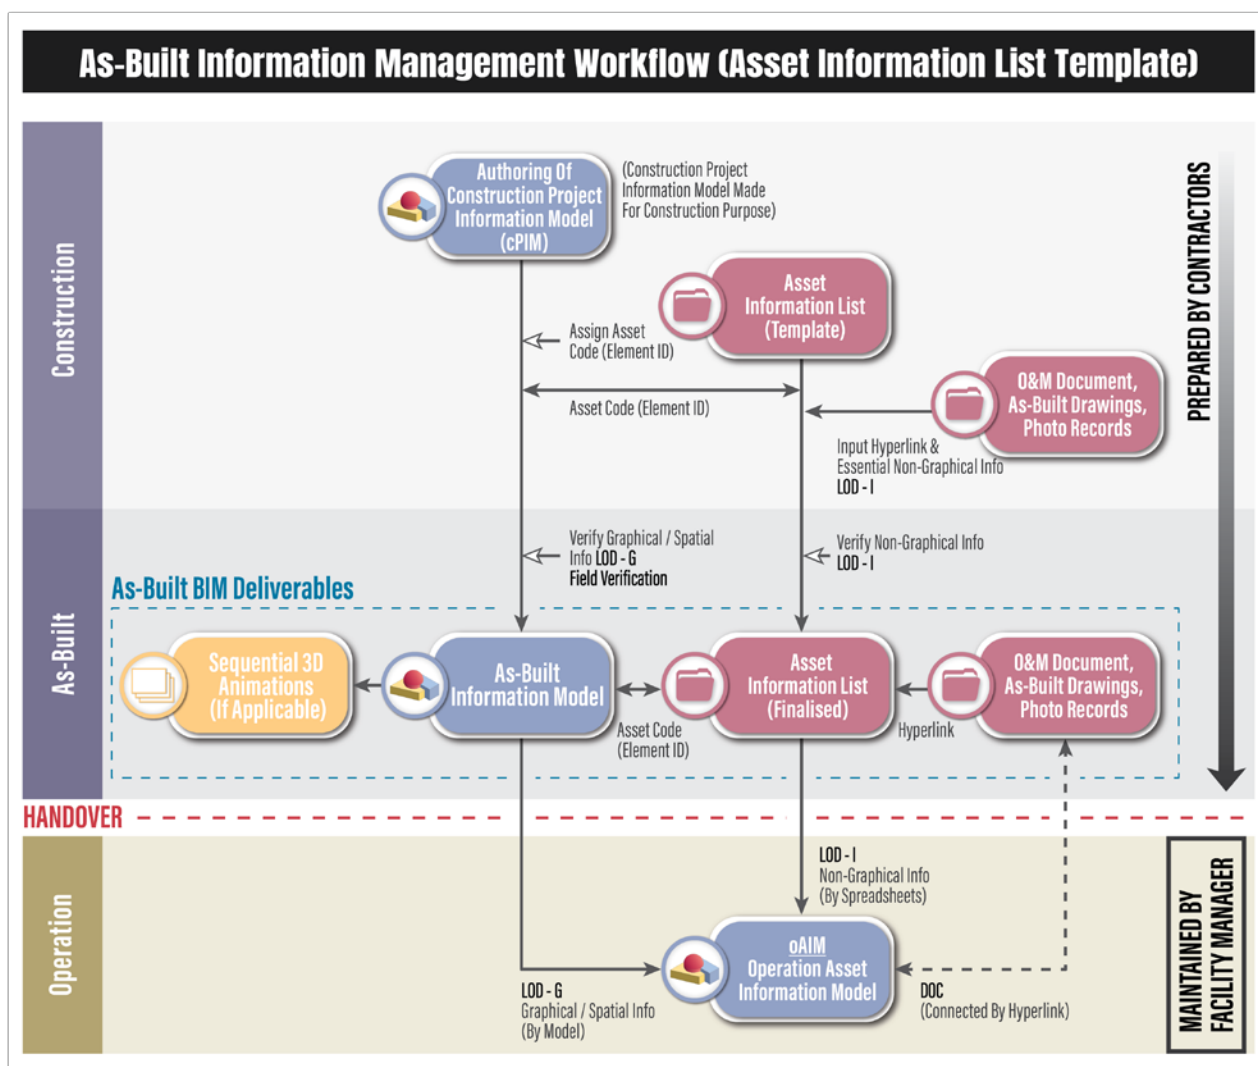 As-Built Information Management Workflow (Asset Information List Template)
Construction
Authoring Of
Construction Project
Information Model
(cPIM)
(Construction Project
Information Model Made
For Construction Purpose)
Asset
Information List
(Template)
Assign Asset
Code (Element ID)
Asset Code (Element ID)
O&M Document,
As-Built Drawings,
Photo Records
Input Hyperlink &
Essential Non-Graphical Info
LOD - I
PREPARED BY CONTRACTORS
As-Built
Verify Graphical / Spatial
Info LOD - G
Field Verification
Verify Non-Graphical Info
LOD - I
As-Built BIM Deliverables
Sequential 3D
Animations
(If Applicable)
As-Built
Information Model
Asset Code
(Element ID)
Asset
Information List
(Finalised)
Hyperlink
O&M Document,
As-Built Drawings,
Photo Records
HANDOVER
Operation
LOD - I
Non-Graphical Info
(By Spreadsheets)
LOD - G
Graphical / Spatial Info
(By Model)
oAIM
Operation Asset
Information Model
DOC
(Connected By Hyperlink)
MAINTAINED BY
FACILITY MANAGER